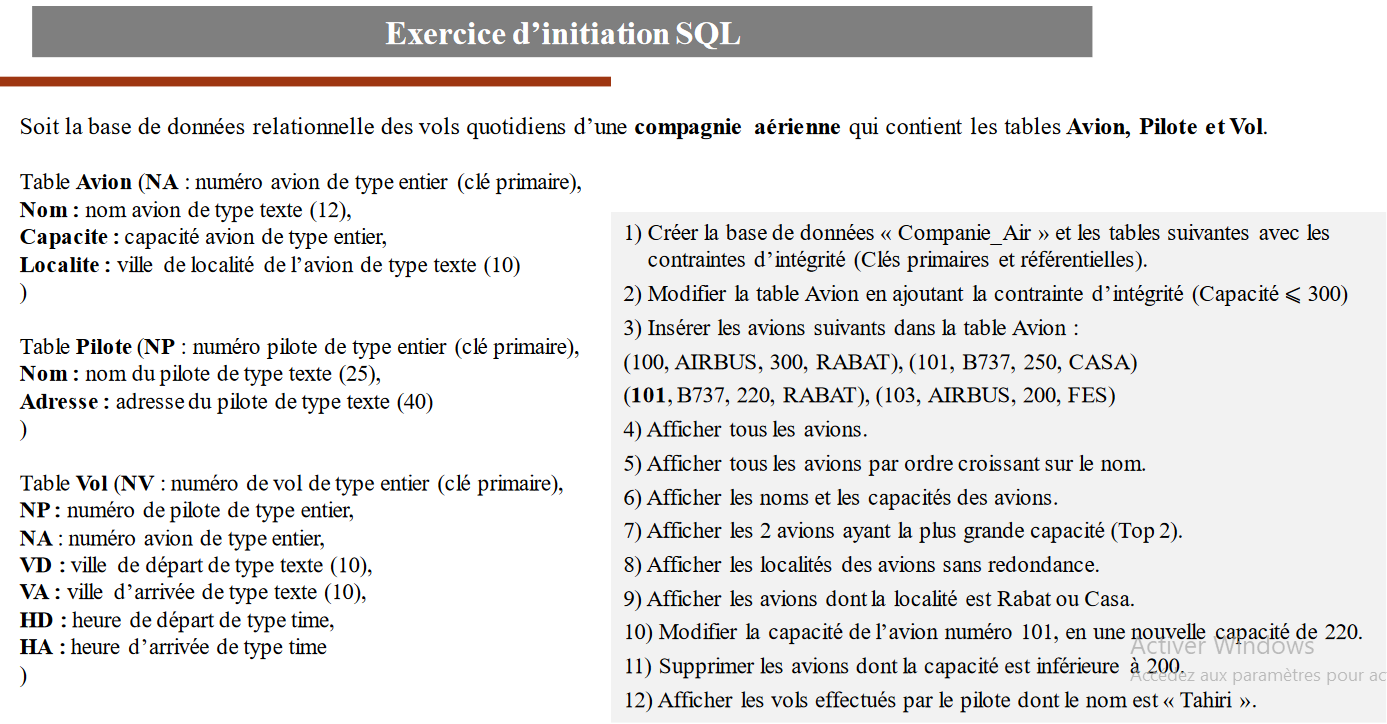 Exercice d’initiation SQL
Soit la base de données relationnelle des vols quotidiens d’une compagnie aérienne qui contient les tables Avion, Pilote et Vol.
Table Avion (NA : numéro avion de type entier (clé primaire),
Nom : nom avion de type texte (12),
Capacite : capacité avion de type entier,
Localite : ville de localité de l’avion de type texte (10)
)
Table Pilote (NP : numéro pilote de type entier (clé primaire),
Nom : nom du pilote de type texte (25),
Adresse : adresse du pilote de type texte (40)
)
Table Vol (NV : numéro de vol de type entier (clé primaire),
NP : numéro de pilote de type entier,
NA : numéro avion de type entier,
VD : ville de départ de type texte (10),
VA : ville d’arrivée de type texte (10),
HD : heure de départ de type time,
HA : heure d’arrivée de type time
)
1) Créer la base de données « Companie_Air » et les tables suivantes avec les
contraintes d’intégrité (Clés primaires et référentielles).
2) Modifier la table Avion en ajoutant la contrainte d’intégrité (Capacité ⩽ 300)
3) Insérer les avions suivants dans la table Avion :
(100, AIRBUS, 300, RABAT), (101, B737, 250, CASA)
(101, B737, 220, RABAT), (103, AIRBUS, 200, FES)
4) Afficher tous les avions.
5) Afficher tous les avions par ordre croissant sur le nom.
6) Afficher les noms et les capacités des avions.
7) Afficher les 2 avions ayant la plus grande capacité (Top 2).
8) Afficher les localités des avions sans redondance.
9) Afficher les avions dont la localité est Rabat ou Casa.
10) Modifier la capacité de l’avion numéro 101, en une nouvelle capacité de 220.
11) Supprimer les avions dont la capacité est inférieure à 200.
12) Afficher les vols effectués par le pilote dont le nom est « Tahiri ».
Activer Windows
Accédez aux paramètres pour ac